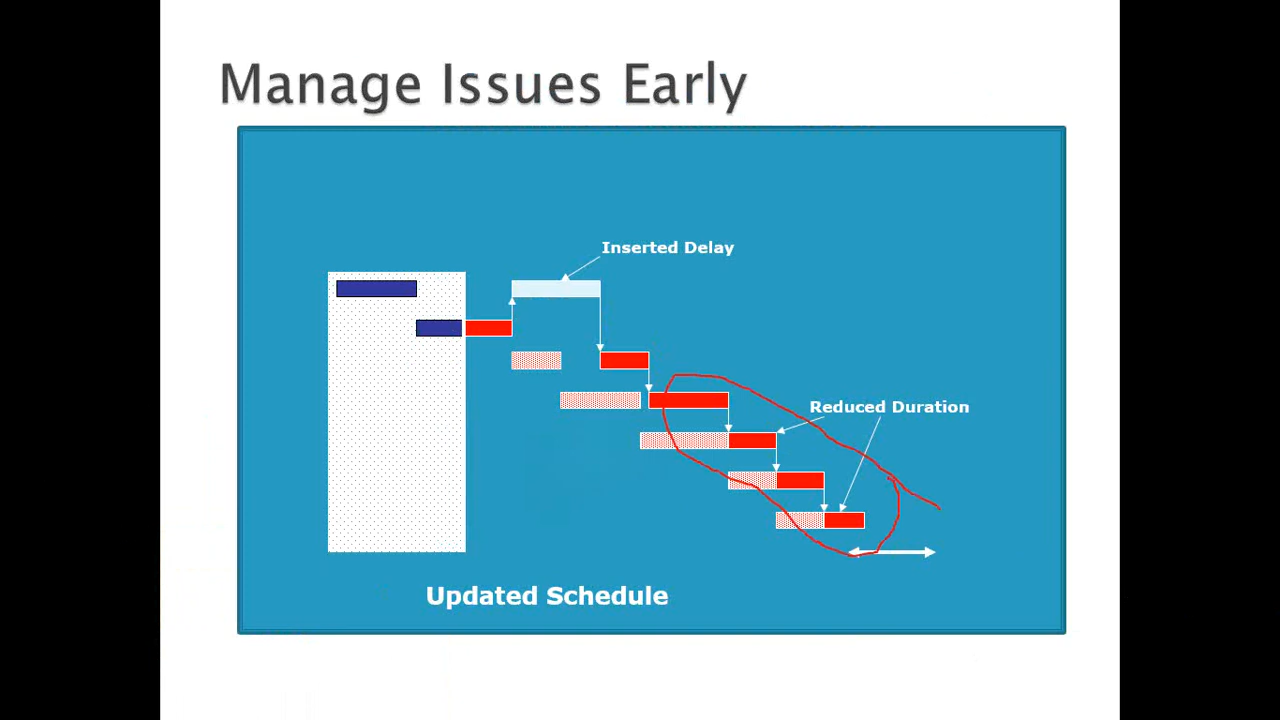 Manage Issues Early
Inserted Delay
Reduced Duration
Updated Schedule